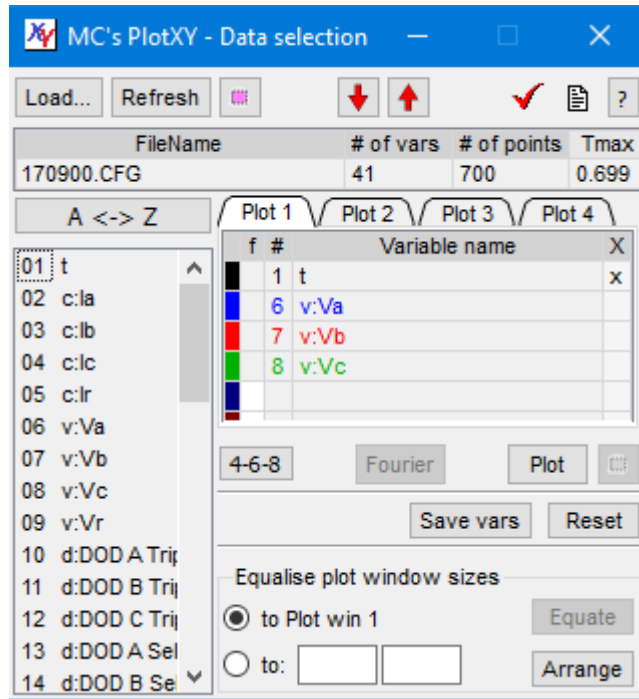 XY MC's PlotXY - Data selection
Load... Refresh ?
FileName # of vars # of points Tmax
170900.CFG 41 700 0.699
A <-> Z Plot 1 Plot 2 Plot 3 Plot 4
f # Variable name X
01 t
02 c:Ia
03 c:Ib
04 c:Ic
05 c:Ir
06 v:Va
07 v:Vb
08 v:Vc
09 v:Vr
10 d:DOD A Trip
11 d:DOD B Trip
12 d:DOD C Trip
13 d:DOD A Sel
14 d:DOD B Sel
1 t x
6 v:Va
7 v:Vb
8 v:Vc
4-6-8 Fourier Plot
Save vars Reset
Equalise plot window sizes
to Plot win 1 Equate
to: Arrange